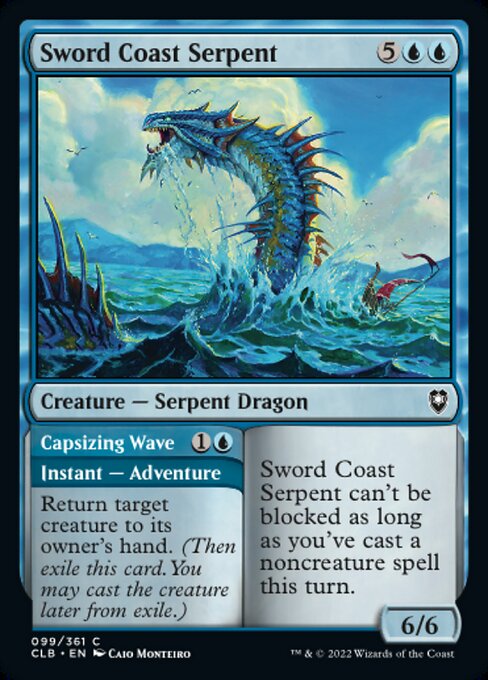 Sword Coast Serpent 5
Creature — Serpent Dragon
Capsizing Wave 1
Instant — Adventure
Return target
creature to its
owner's hand. (Then
exile this card. You
may cast the creature
later from exile.)
Sword Coast
Serpent can't be
blocked as long
as you've cast a
noncreature spell
this turn.
6/6
099/361 C
CLB • EN Caio Monteiro
™ & © 2022 Wizards of the Coast